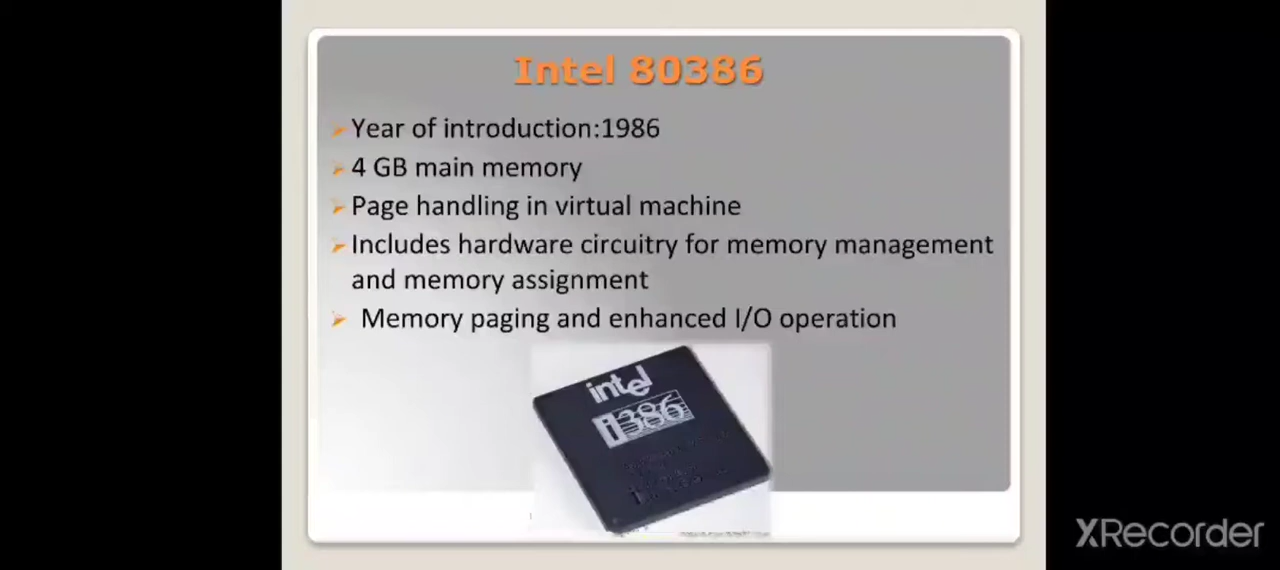 Intel 80386
Year of introduction:1986
4 GB main memory
Page handling in virtual machine
Includes hardware circuitry for memory management
and memory assignment
Memory paging and enhanced I/O operation
intel
i386
XRecorder